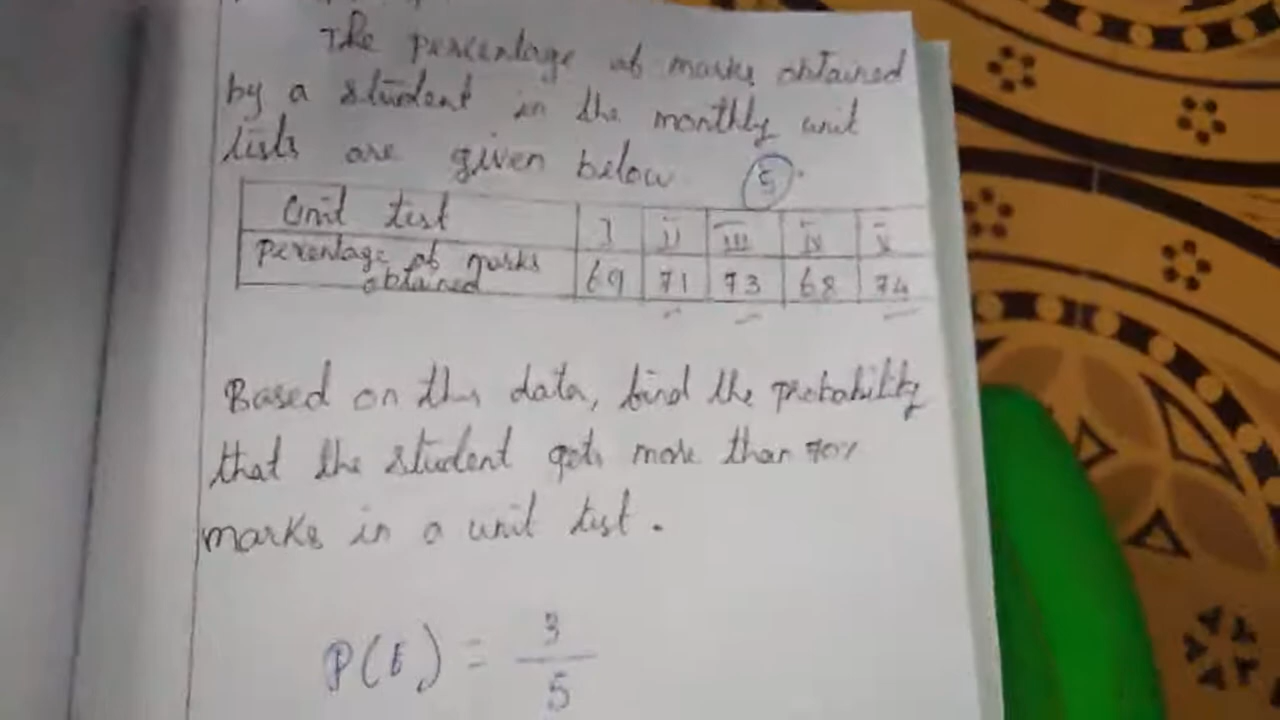 The percentage of marks obtained
by a student in the monthly unit
tests are given below. 5
Unit test I II III IV V
Percentage of marks
obtained 69 71 73 68 74
Based on this data, find the probability
that the student gets more than 70%
marks in a unit test.
P(E) = 3/5